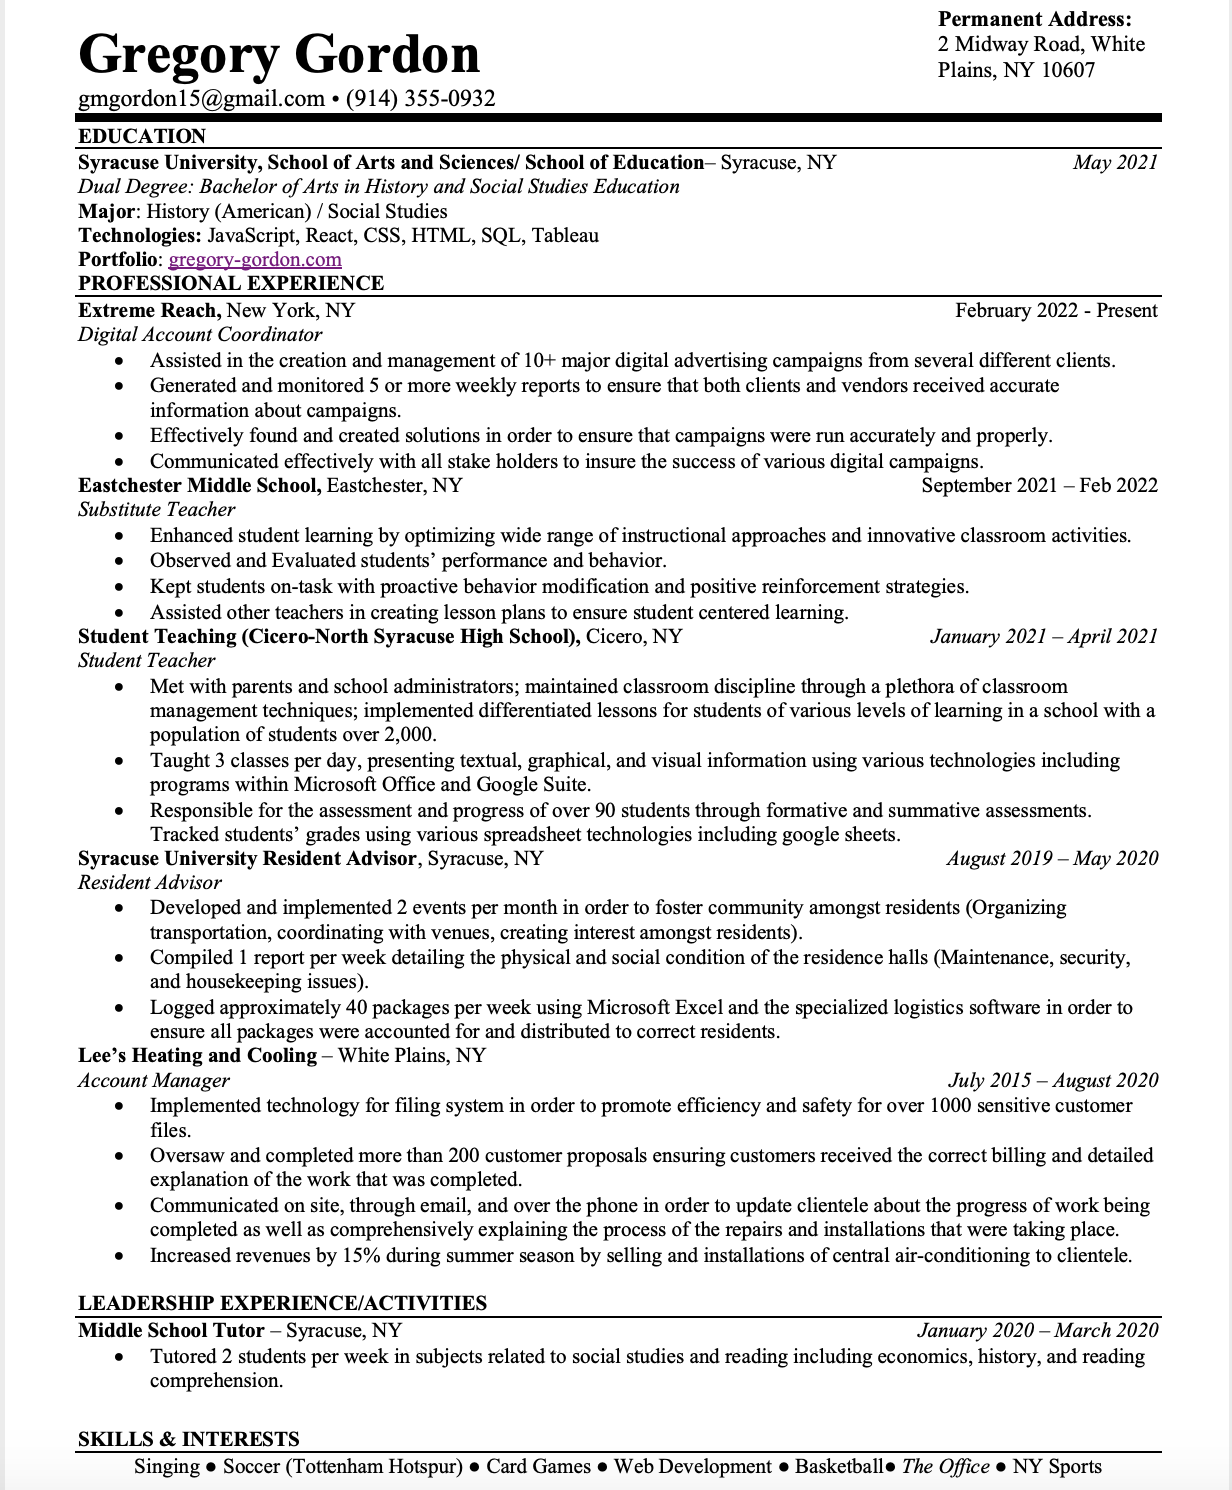 Permanent Address:
Gregory Gordon
2 Midway Road, White
Plains, NY 10607
gmgordon15@gmail.com • (914) 355-0932
EDUCATION
Syracuse University, School of Arts and Sciences/ School of Education– Syracuse, NY May 2021
Dual Degree: Bachelor of Arts in History and Social Studies Education
Major: History (American) / Social Studies
Technologies: JavaScript, React, CSS, HTML, SQL, Tableau
Portfolio: gregory-gordon.com
PROFESSIONAL EXPERIENCE
Extreme Reach, New York, NY February 2022 - Present
Digital Account Coordinator
• Assisted in the creation and management of 10+ major digital advertising campaigns from several different clients.
• Generated and monitored 5 or more weekly reports to ensure that both clients and vendors received accurate
information about campaigns.
• Effectively found and created solutions in order to ensure that campaigns were run accurately and properly.
• Communicated effectively with all stake holders to insure the success of various digital campaigns.
Eastchester Middle School, Eastchester, NY September 2021 – Feb 2022
Substitute Teacher
• Enhanced student learning by optimizing wide range of instructional approaches and innovative classroom activities.
• Observed and Evaluated students’ performance and behavior.
• Kept students on-task with proactive behavior modification and positive reinforcement strategies.
• Assisted other teachers in creating lesson plans to ensure student centered learning.
Student Teaching (Cicero-North Syracuse High School), Cicero, NY January 2021 – April 2021
Student Teacher
• Met with parents and school administrators; maintained classroom discipline through a plethora of classroom
management techniques; implemented differentiated lessons for students of various levels of learning in a school with a
population of students over 2,000.
• Taught 3 classes per day, presenting textual, graphical, and visual information using various technologies including
programs within Microsoft Office and Google Suite.
• Responsible for the assessment and progress of over 90 students through formative and summative assessments.
Tracked students’ grades using various spreadsheet technologies including google sheets.
Syracuse University Resident Advisor, Syracuse, NY August 2019 – May 2020
Resident Advisor
• Developed and implemented 2 events per month in order to foster community amongst residents (Organizing
transportation, coordinating with venues, creating interest amongst residents).
• Compiled 1 report per week detailing the physical and social condition of the residence halls (Maintenance, security,
and housekeeping issues).
• Logged approximately 40 packages per week using Microsoft Excel and the specialized logistics software in order to
ensure all packages were accounted for and distributed to correct residents.
Lee’s Heating and Cooling – White Plains, NY
Account Manager July 2015 – August 2020
• Implemented technology for filing system in order to promote efficiency and safety for over 1000 sensitive customer
files.
• Oversaw and completed more than 200 customer proposals ensuring customers received the correct billing and detailed
explanation of the work that was completed.
• Communicated on site, through email, and over the phone in order to update clientele about the progress of work being
completed as well as comprehensively explaining the process of the repairs and installations that were taking place.
• Increased revenues by 15% during summer season by selling and installations of central air-conditioning to clientele.
LEADERSHIP EXPERIENCE/ACTIVITIES
Middle School Tutor – Syracuse, NY January 2020 – March 2020
• Tutored 2 students per week in subjects related to social studies and reading including economics, history, and reading
comprehension.
SKILLS & INTERESTS
Singing ● Soccer (Tottenham Hotspur) ● Card Games ● Web Development ● Basketball● The Office ● NY Sports